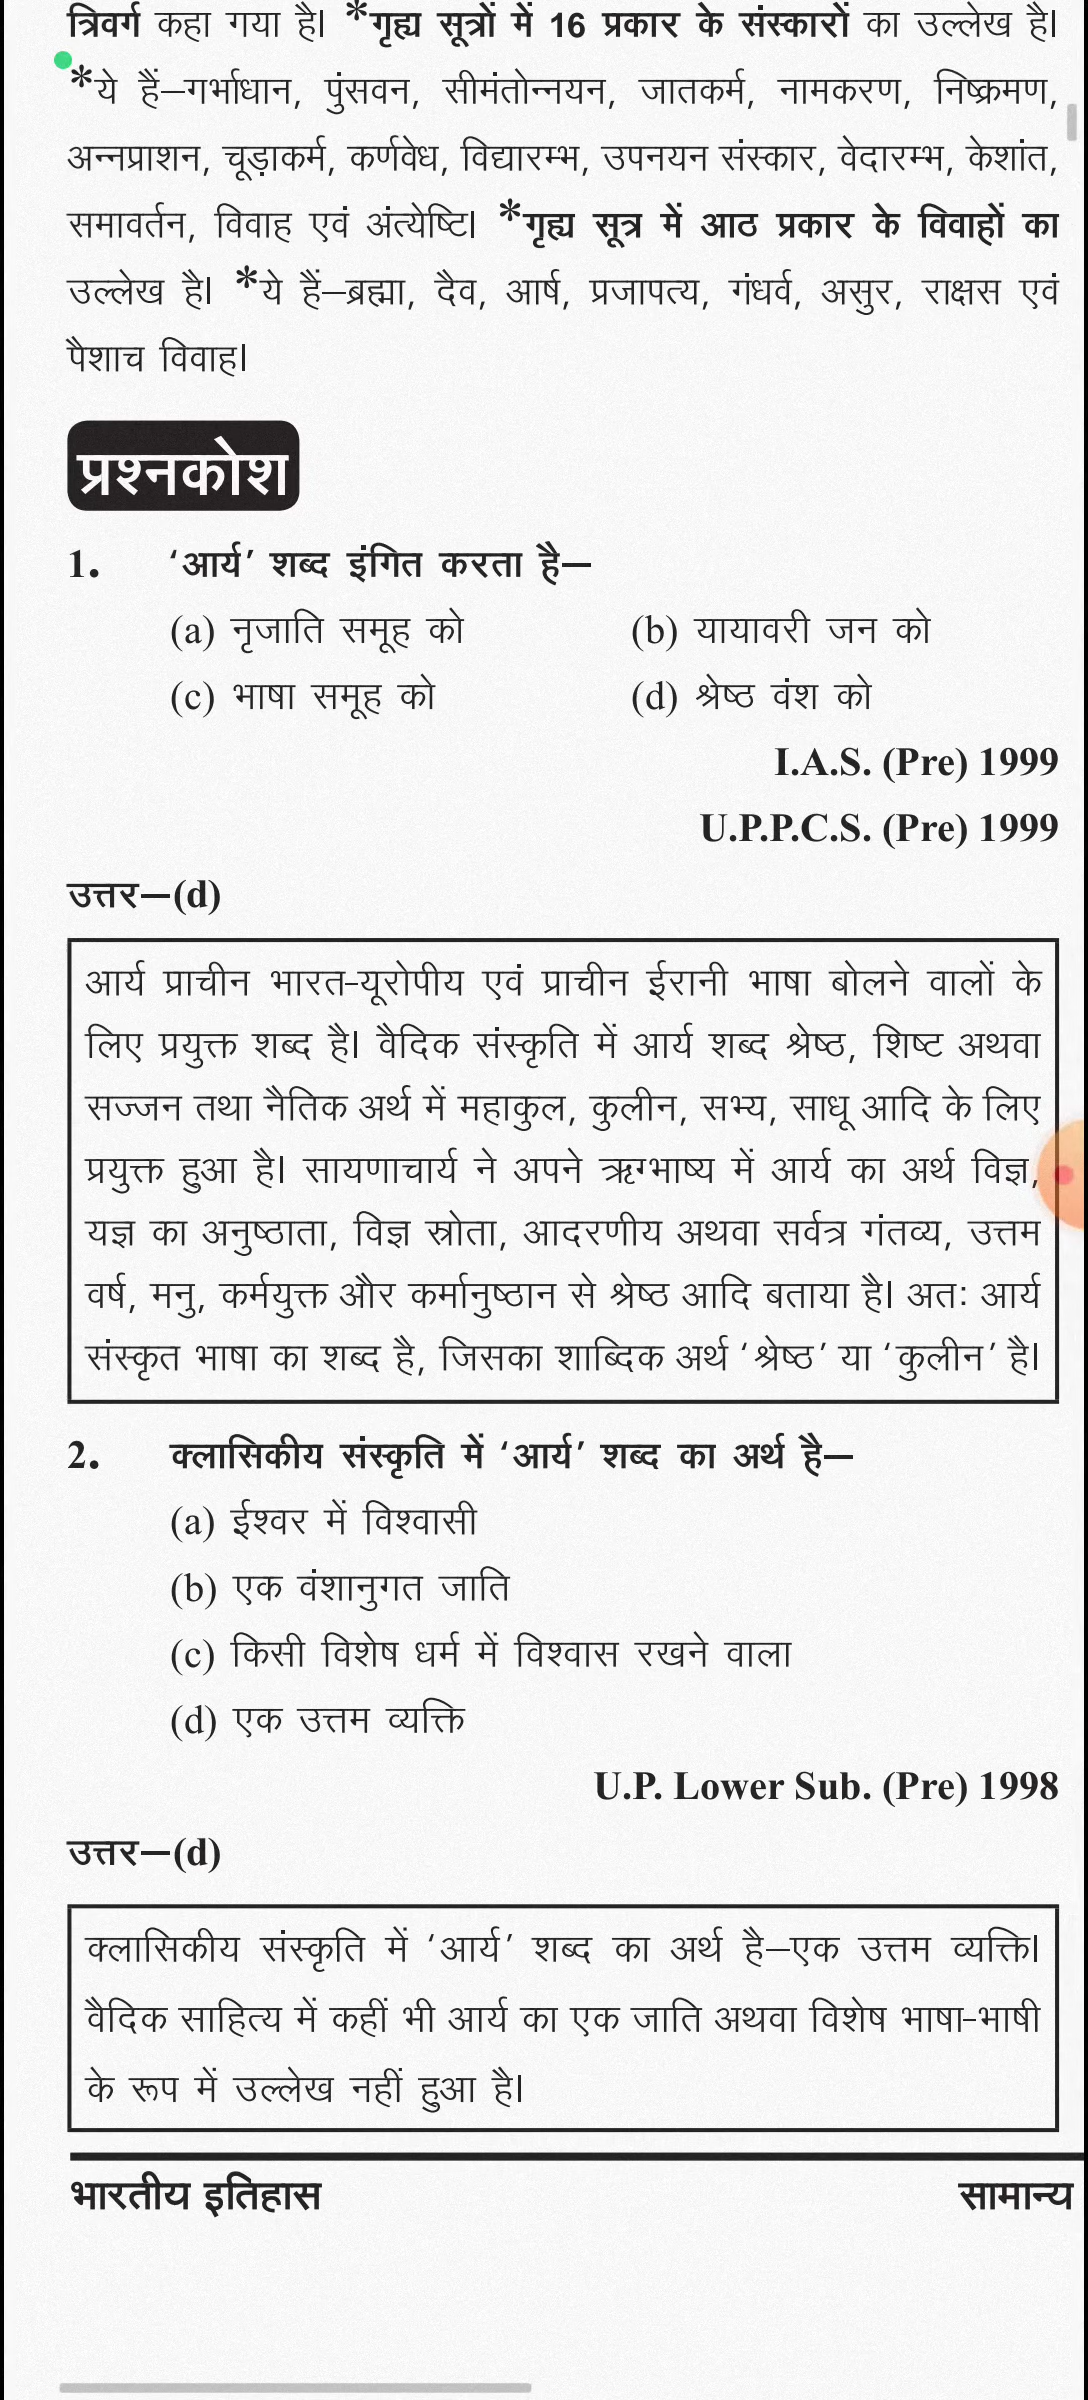 त्रिवर्ग कहा गया है। *गृह्य सूत्रों में 16 प्रकार के संस्कारों का उल्लेख है।
*ये हैं–गर्भाधान, पुंसवन, सीमंतोन्नयन, जातकर्म, नामकरण, निष्क्रमण,
अन्नप्राशन, चूड़ाकर्म, कर्णवेध, विद्यारम्भ, उपनयन संस्कार, वेदारम्भ, केशांत,
समावर्तन, विवाह एवं अंत्येष्टि। *गृह्य सूत्र में आठ प्रकार के विवाहों का
उल्लेख है। *ये हैं–ब्रह्मा, दैव, आर्ष, प्रजापत्य, गंधर्व, असुर, राक्षस एवं
पैशाच विवाह।
प्रश्नकोश
1. ‘आर्य’ शब्द इंगित करता है–
(a) नृजाति समूह को (b) यायावरी जन को
(c) भाषा समूह को (d) श्रेष्ठ वंश को
I.A.S. (Pre) 1999
U.P.P.C.S. (Pre) 1999
उत्तर–(d)
आर्य प्राचीन भारत-यूरोपीय एवं प्राचीन ईरानी भाषा बोलने वालों के
लिए प्रयुक्त शब्द है। वैदिक संस्कृति में आर्य शब्द श्रेष्ठ, शिष्ट अथवा
सज्जन तथा नैतिक अर्थ में महाकुल, कुलीन, सभ्य, साधू आदि के लिए
प्रयुक्त हुआ है। सायणाचार्य ने अपने ऋग्भाष्य में आर्य का अर्थ विज्ञ,
यज्ञ का अनुष्ठाता, विज्ञ स्रोता, आदरणीय अथवा सर्वत्र गंतव्य, उत्तम
वर्ष, मनु, कर्मयुक्त और कर्मानुष्ठान से श्रेष्ठ आदि बताया है। अतः आर्य
संस्कृत भाषा का शब्द है, जिसका शाब्दिक अर्थ ‘श्रेष्ठ’ या ‘कुलीन’ है।
2. क्लासिकीय संस्कृति में ‘आर्य’ शब्द का अर्थ है–
(a) ईश्वर में विश्वासी
(b) एक वंशानुगत जाति
(c) किसी विशेष धर्म में विश्वास रखने वाला
(d) एक उत्तम व्यक्ति
U.P. Lower Sub. (Pre) 1998
उत्तर–(d)
क्लासिकीय संस्कृति में ‘आर्य’ शब्द का अर्थ है–एक उत्तम व्यक्ति।
वैदिक साहित्य में कहीं भी आर्य का एक जाति अथवा विशेष भाषा-भाषी
के रूप में उल्लेख नहीं हुआ है।
भारतीय इतिहास सामान्य